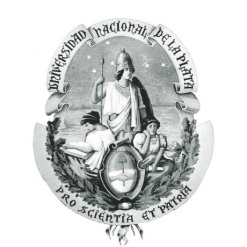 UNIVERSIDAD NACIONAL DE LA PLATA
PRO SCIENTIA ET PATRIA